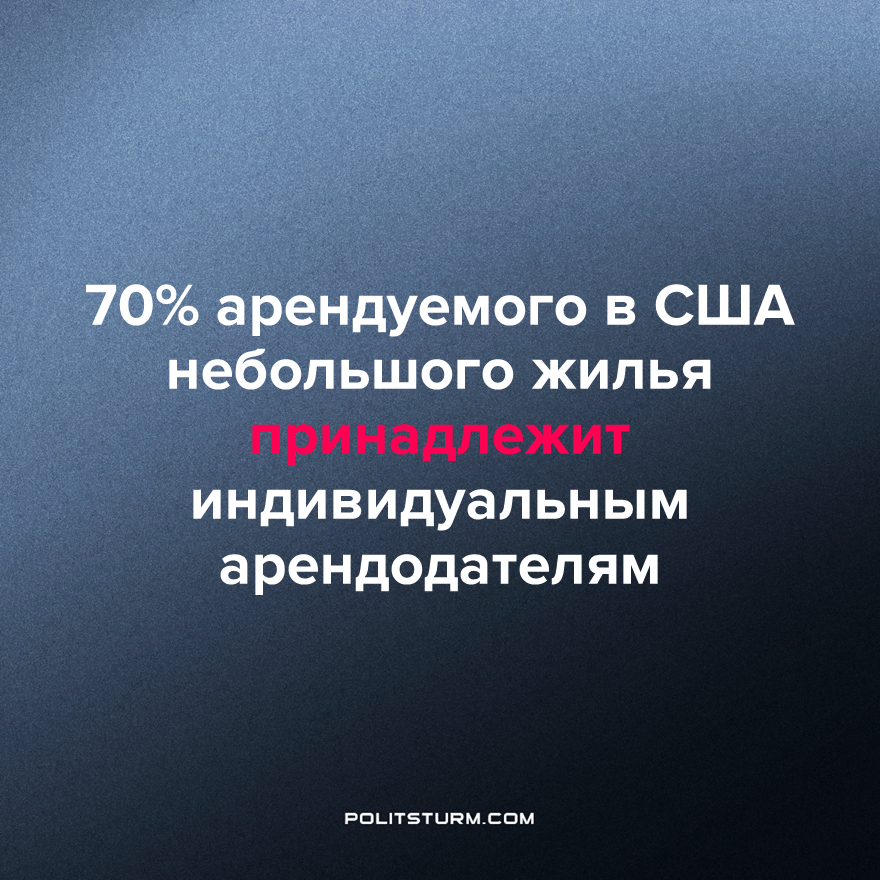 70% арендуемого в США
небольшого жилья
принадлежит
индивидуальным
арендодателям
POLITSTURM.COM